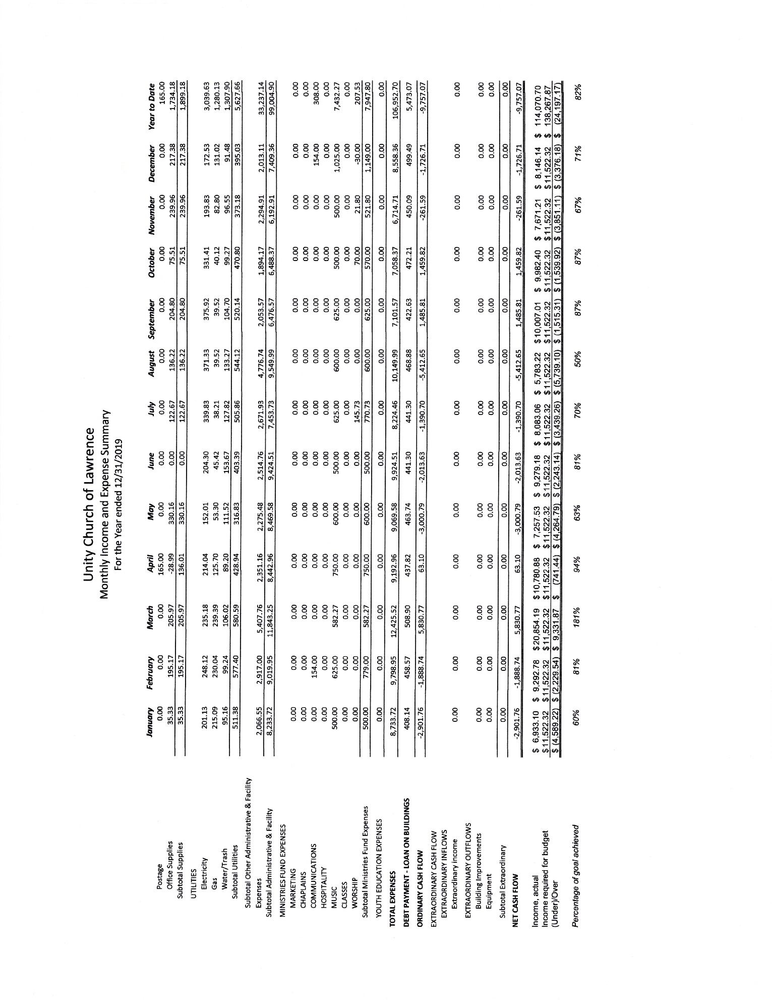 Unity Church of Lawrence
Monthly Income and Expense Summary
For the Year ended 12/31/2019
January February March April May June July August September October November December Year to Date
Postage 0.00 0.00 0.00 165.00 0.00 0.00 0.00 0.00 0.00 0.00 0.00 0.00 165.00
Office Supplies 35.33 195.17 205.97 -28.99 330.16 0.00 122.67 136.22 204.80 75.51 239.96 217.38 1,734.18
Subtotal Supplies 35.33 195.17 205.97 136.01 330.16 0.00 122.67 136.22 204.80 75.51 239.96 217.38 1,899.18
UTILITIES
Electricity 201.13 248.12 235.18 214.04 152.01 204.30 339.83 371.33 375.92 331.41 193.83 172.53 3,039.63
Gas 215.09 230.04 239.39 125.70 53.30 45.42 38.21 39.52 39.52 40.12 82.80 131.02 1,280.13
Water/Trash 95.16 99.24 106.02 89.20 111.52 153.67 127.82 133.27 104.70 99.27 96.55 91.48 1,307.90
Subtotal Utilities 511.38 577.40 580.59 428.94 316.83 403.39 505.86 544.12 520.14 470.80 373.18 395.03 5,627.66
Subtotal Other Administrative & Facility
Expenses 2,066.55 2,917.00 5,407.76 2,351.16 2,275.48 2,514.76 2,671.93 4,776.74 2,053.57 1,894.17 2,294.91 2,013.11 33,237.14
Subtotal Administrative & Facility 8,233.72 9,019.95 11,843.25 8,442.96 8,469.58 9,424.51 7,453.73 9,549.99 6,476.57 6,488.37 6,192.91 7,409.36 99,004.90
MINISTRIES FUND EXPENSES
MARKETING 0.00 0.00 0.00 0.00 0.00 0.00 0.00 0.00 0.00 0.00 0.00 0.00 0.00
CHAPLAINS 0.00 0.00 0.00 0.00 0.00 0.00 0.00 0.00 0.00 0.00 0.00 0.00 0.00
COMMUNICATIONS 0.00 154.00 0.00 0.00 0.00 0.00 0.00 0.00 0.00 0.00 0.00 154.00 308.00
HOSPITALITY 0.00 0.00 0.00 0.00 0.00 0.00 0.00 0.00 0.00 0.00 0.00 0.00 0.00
MUSIC 500.00 625.00 582.27 750.00 600.00 500.00 625.00 600.00 625.00 500.00 500.00 1,025.00 7,432.27
CLASSES 0.00 0.00 0.00 0.00 0.00 0.00 0.00 0.00 0.00 0.00 0.00 0.00 0.00
WORSHIP 0.00 0.00 0.00 0.00 0.00 0.00 145.73 0.00 0.00 70.00 21.80 -30.00 207.53
Subtotal Ministries Fund Expenses 500.00 779.00 582.27 750.00 600.00 500.00 770.73 600.00 625.00 570.00 521.80 1,149.00 7,947.80
YOUTH EDUCATION EXPENSES 0.00 0.00 0.00 0.00 0.00 0.00 0.00 0.00 0.00 0.00 0.00 0.00 0.00
TOTAL EXPENSES 8,733.72 9,798.95 12,425.52 9,192.96 9,069.58 9,924.51 8,224.46 10,149.99 7,101.57 7,058.37 6,714.71 8,558.36 106,952.70
DEBT PAYMENT - LOAN ON BUILDINGS 408.14 458.57 508.90 437.82 463.74 441.30 441.30 468.88 422.63 472.21 450.09 499.49 5,473.07
ORDINARY CASH FLOW -2,901.76 -1,888.74 5,830.77 63.10 -3,000.79 -2,013.63 -1,390.70 -5,412.65 1,485.81 1,459.82 -261.59 -1,726.71 -9,757.07
EXTRAORDINARY CASH FLOW
EXTRAORDINARY INFLOWS
Extraordinary income 0.00 0.00 0.00 0.00 0.00 0.00 0.00 0.00 0.00 0.00 0.00 0.00 0.00
EXTRAORDINARY OUTFLOWS
Building Improvements 0.00 0.00 0.00 0.00 0.00 0.00 0.00 0.00 0.00 0.00 0.00 0.00 0.00
Equipment 0.00 0.00 0.00 0.00 0.00 0.00 0.00 0.00 0.00 0.00 0.00 0.00 0.00
Subtotal Extraordinary 0.00 0.00 0.00 0.00 0.00 0.00 0.00 0.00 0.00 0.00 0.00 0.00 0.00
NET CASH FLOW -2,901.76 -1,888.74 5,830.77 63.10 -3,000.79 -2,013.63 -1,390.70 -5,412.65 1,485.81 1,459.82 -261.59 -1,726.71 -9,757.07
Income, actual $ 6,933.10 $ 9,292.78 $20,854.19 $10,780.88 $ 7,257.53 $ 9,279.18 $ 8,083.06 $ 5,783.22 $10,007.01 $ 9,982.40 $ 7,671.21 $ 8,146.14 $ 114,070.70
Income required for budget $11,522.32 $11,522.32 $11,522.32 $11,522.32 $11,522.32 $11,522.32 $11,522.32 $11,522.32 $11,522.32 $11,522.32 $11,522.32 $11,522.32 $ 138,267.87
(Under)/Over $ (4,589.22) $ (2,229.54) $ 9,331.87 $ (741.44) $ (4,264.79) $ (2,243.14) $ (3,439.26) $ (5,739.10) $ (1,515.31) $ (1,539.92) $ (3,851.11) $ (3,376.18) $ (24,197.17)
Percentage of goal achieved 60% 81% 181% 94% 63% 81% 70% 50% 87% 87% 67% 71% 82%